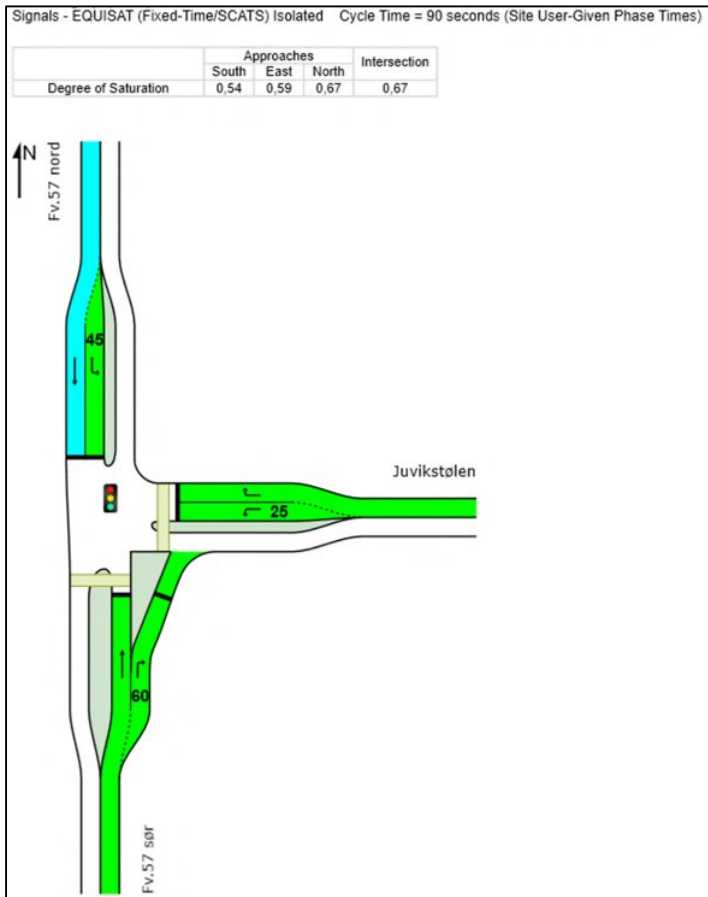 Signals - EQUISAT (Fixed-Time/SCATS) Isolated Cycle Time = 90 seconds (Site User-Given Phase Times)
Approaches Intersection
South East North
Degree of Saturation 0,54 0,59 0,67 0,67
N
Fv.57 nord
45
Juvikstølen
25
60
Fv.57 sør